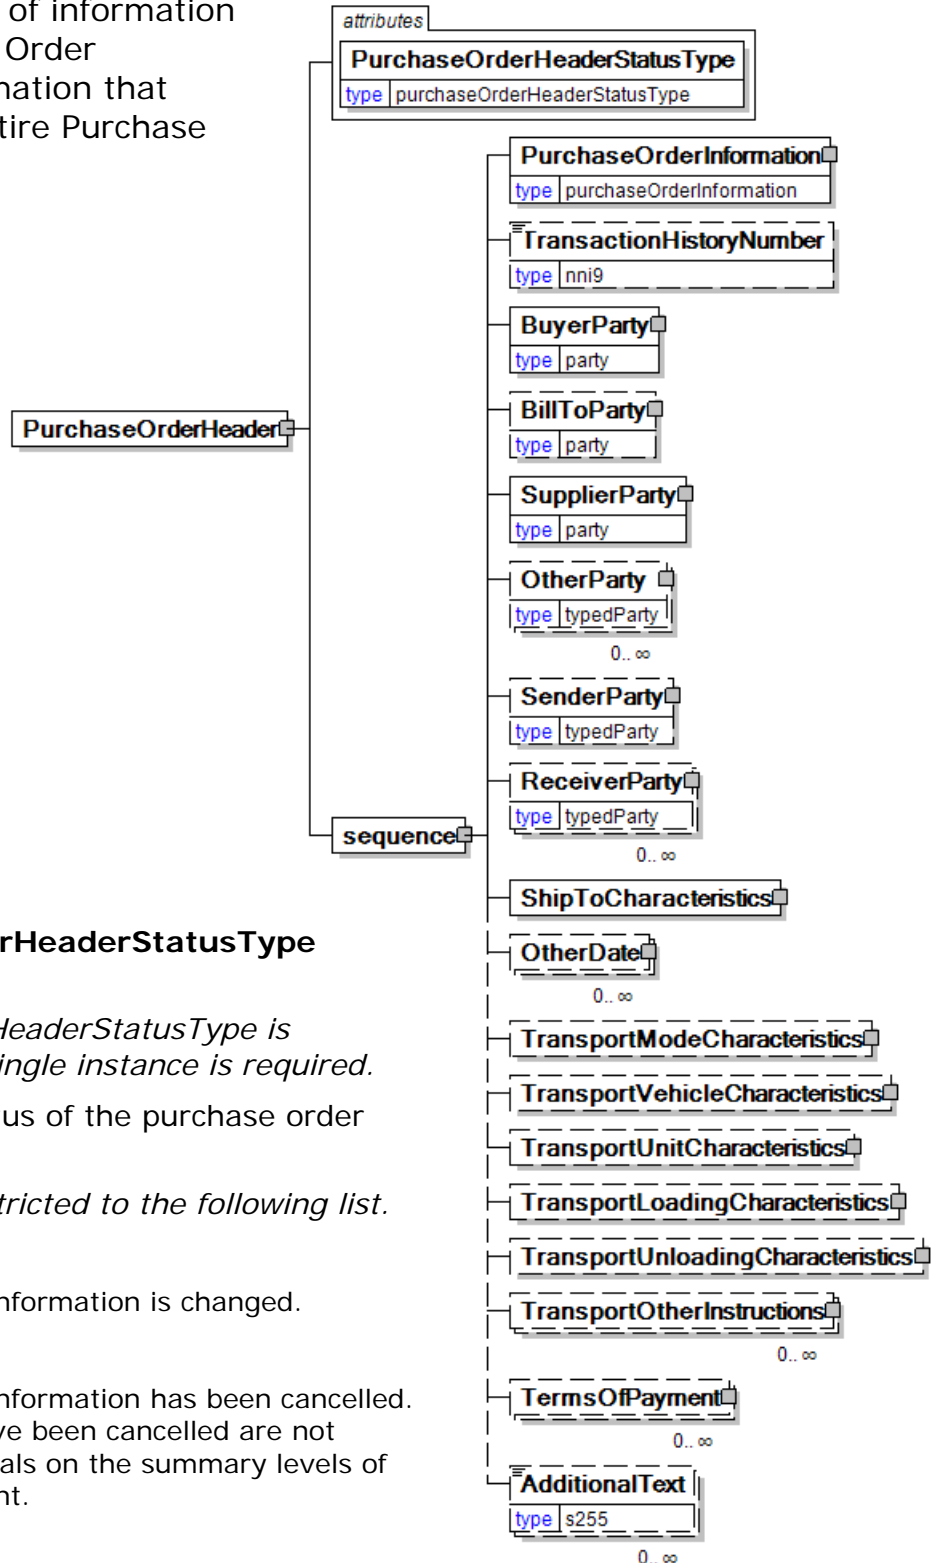 of information
Order
nation that
tire Purchase
attributes
PurchaseOrderHeaderStatusType
type purchaseOrderHeaderStatusType
PurchaseOrderInformation
type purchaseOrderInformation
TransactionHistoryNumber
type nni9
BuyerParty
type party
BillToParty
type party
PurchaseOrderHeader
SupplierParty
type party
OtherParty
type typedParty
0.. ∞
SenderParty
type typedParty
ReceiverParty
type typedParty
0.. ∞
sequence
ShipToCharacteristics
OtherDate
0.. ∞
TransportModeCharacteristics
TransportVehicleCharacteristics
TransportUnitCharacteristics
TransportLoadingCharacteristics
TransportUnloadingCharacteristics
TransportOtherInstructions
0.. ∞
TermsOfPayment
0.. ∞
AdditionalText
type s255
0.. ∞
rHeaderStatusType
HeaderStatusType is
ingle instance is required.
us of the purchase order
tricted to the following list.
nformation is changed.
nformation has been cancelled.
ve been cancelled are not
als on the summary levels of
nt.